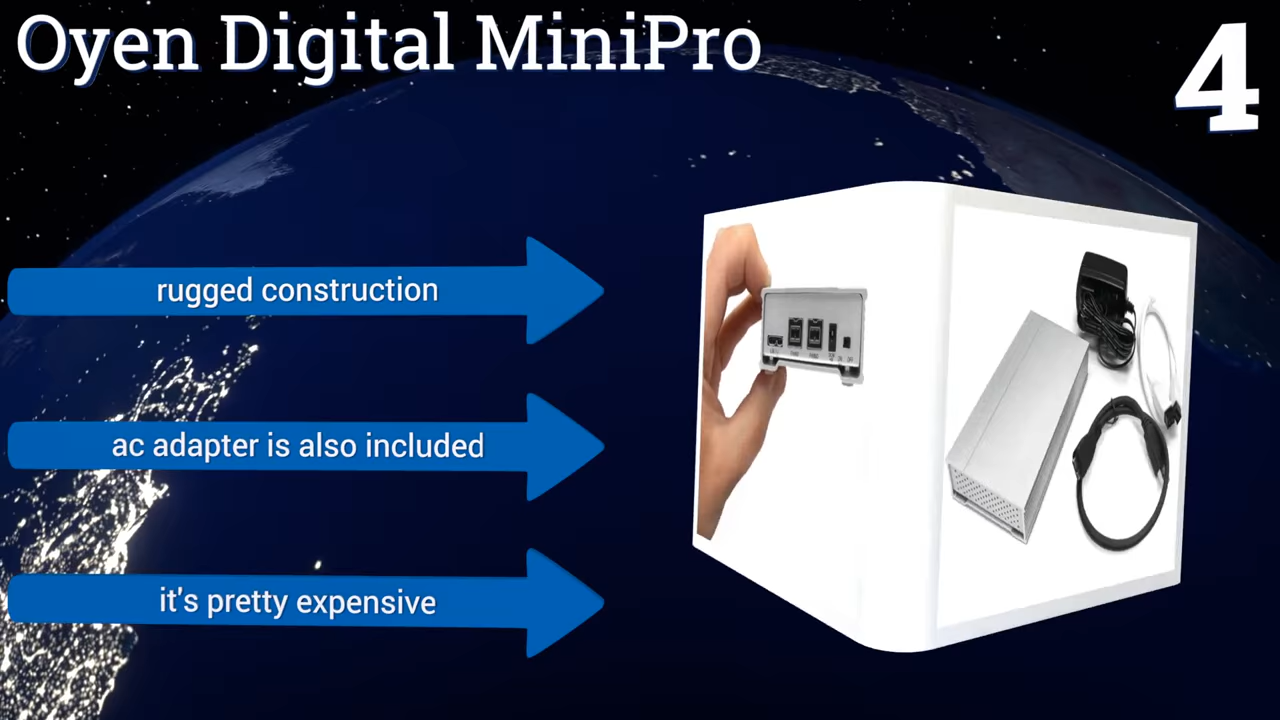 Oyen Digital MiniPro
4
rugged construction
ac adapter is also included
it's pretty expensive